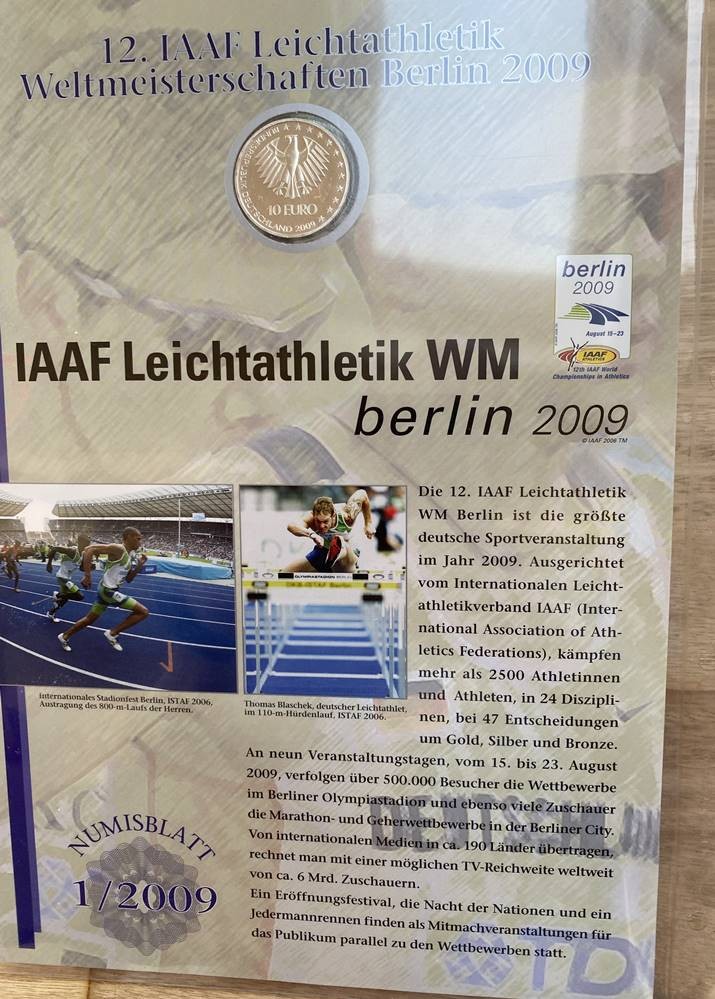 12. IAAF Leichtathletik
Weltmeisterschaften Berlin 2009
BUNDESREPUBLIK DEUTSCHLAND 2009
10 EURO
berlin
2009
August 15-23
IAAF
ATHLETICS
12th IAAF World
Championships in Athletics
IAAF Leichtathletik WM
berlin 2009
© IAAF 2006 TM
OLYMPIASTADION BERLIN
Die 12. IAAF Leichtathletik
WM Berlin ist die größte
deutsche Sportveranstaltung
im Jahr 2009. Ausgerichtet
vom Internationalen Leicht-
athletikverband IAAF (Inter-
national Association of Ath-
letics Federations), kämpfen
mehr als 2500 Athletinnen
und Athleten, in 24 Diszipli-
nen, bei 47 Entscheidungen
um Gold, Silber und Bronze.
Internationales Stadionfest Berlin, ISTAF 2006,
Austragung des 800-m-Laufs der Herren.
Thomas Blaschek, deutscher Leichtathlet,
im 110-m-Hürdenlauf, ISTAF 2006.
An neun Veranstaltungstagen, vom 15. bis 23. August
2009, verfolgen über 500.000 Besucher die Wettbewerbe
im Berliner Olympiastadion und ebenso viele Zuschauer
die Marathon- und Geherwettbewerbe in der Berliner City.
Von internationalen Medien in ca. 190 Länder übertragen,
rechnet man mit einer möglichen TV-Reichweite weltweit
von ca. 6 Mrd. Zuschauern.
Ein Eröffnungsfestival, die Nacht der Nationen und ein
Jedermannrennen finden als Mitmachveranstaltungen für
das Publikum parallel zu den Wettbewerben statt.
NUMISBLATT
1/2009